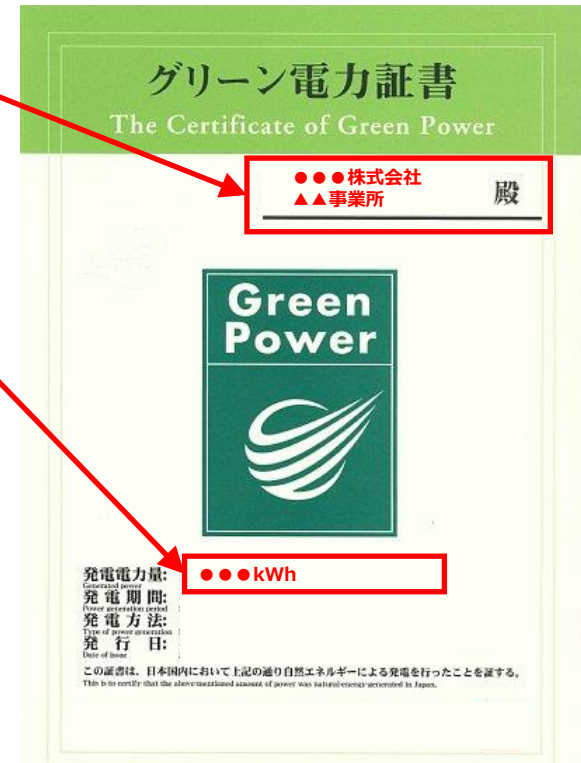 グリーン電力証書
The Certificate of Green Power
●●●株式会社
▲▲事業所
殿
Green
Power
発電電力量: ●●●kWh
Generated power
発電期間:
Power generation period
発電方法:
Type of power generation
発行日:
Date of Issue
この証書は、日本国内において上記の通り自然エネルギーによる発電を行ったことを証する。
This is to certify that the above-mentioned amount of power was natural-energy-generated in Japan.